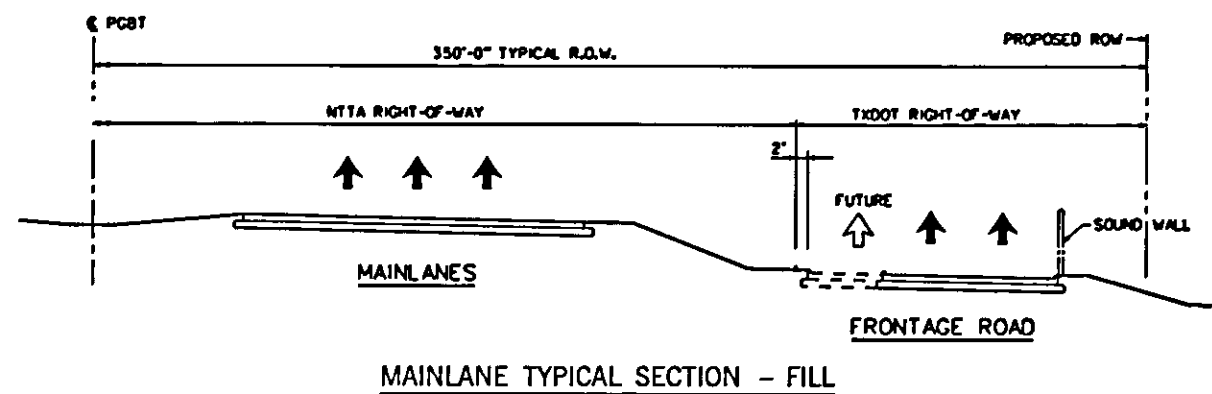 ℄ PGBT
350'-0" TYPICAL R.O.W.
PROPOSED ROW
NTTA RIGHT-OF-WAY
TXDOT RIGHT-OF-WAY
2'
FUTURE
SOUND WALL
MAINLANES
FRONTAGE ROAD
MAINLANE TYPICAL SECTION - FILL